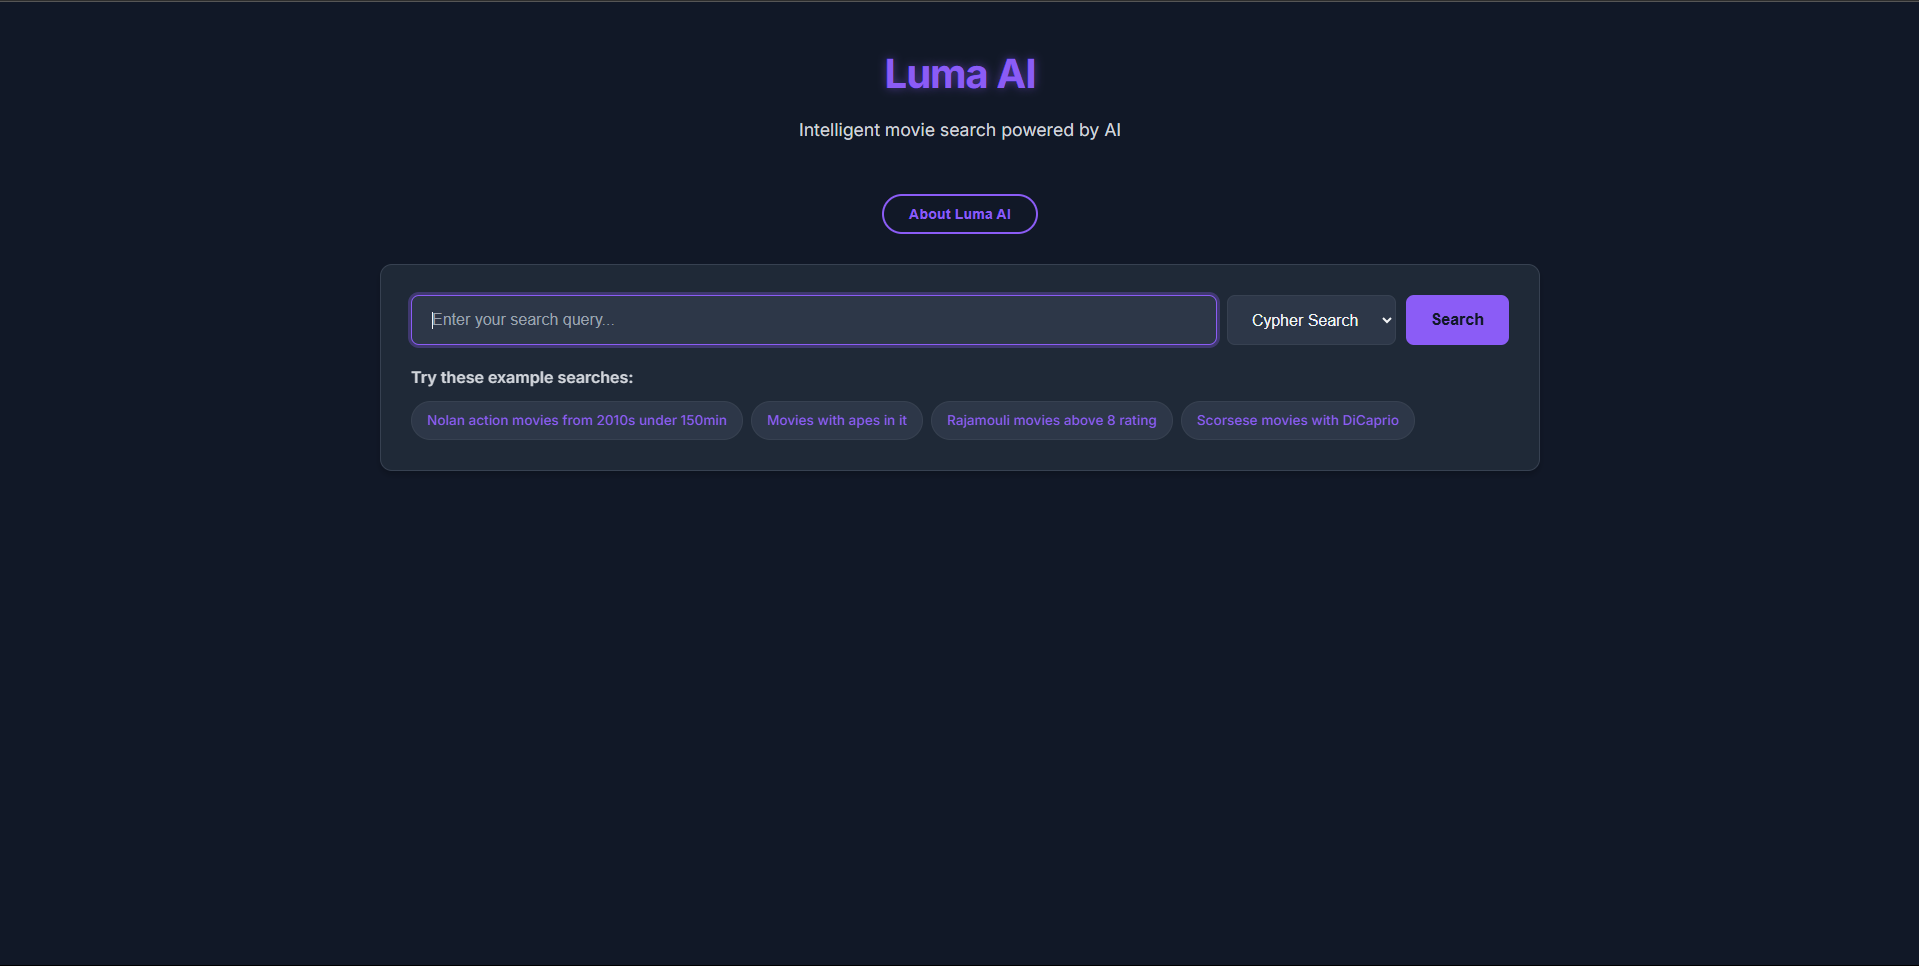 Luma AI
Intelligent movie search powered by AI
About Luma AI
Enter your search query...
Cypher Search
Search
Try these example searches:
Nolan action movies from 2010s under 150min
Movies with apes in it
Rajamouli movies above 8 rating
Scorsese movies with DiCaprio